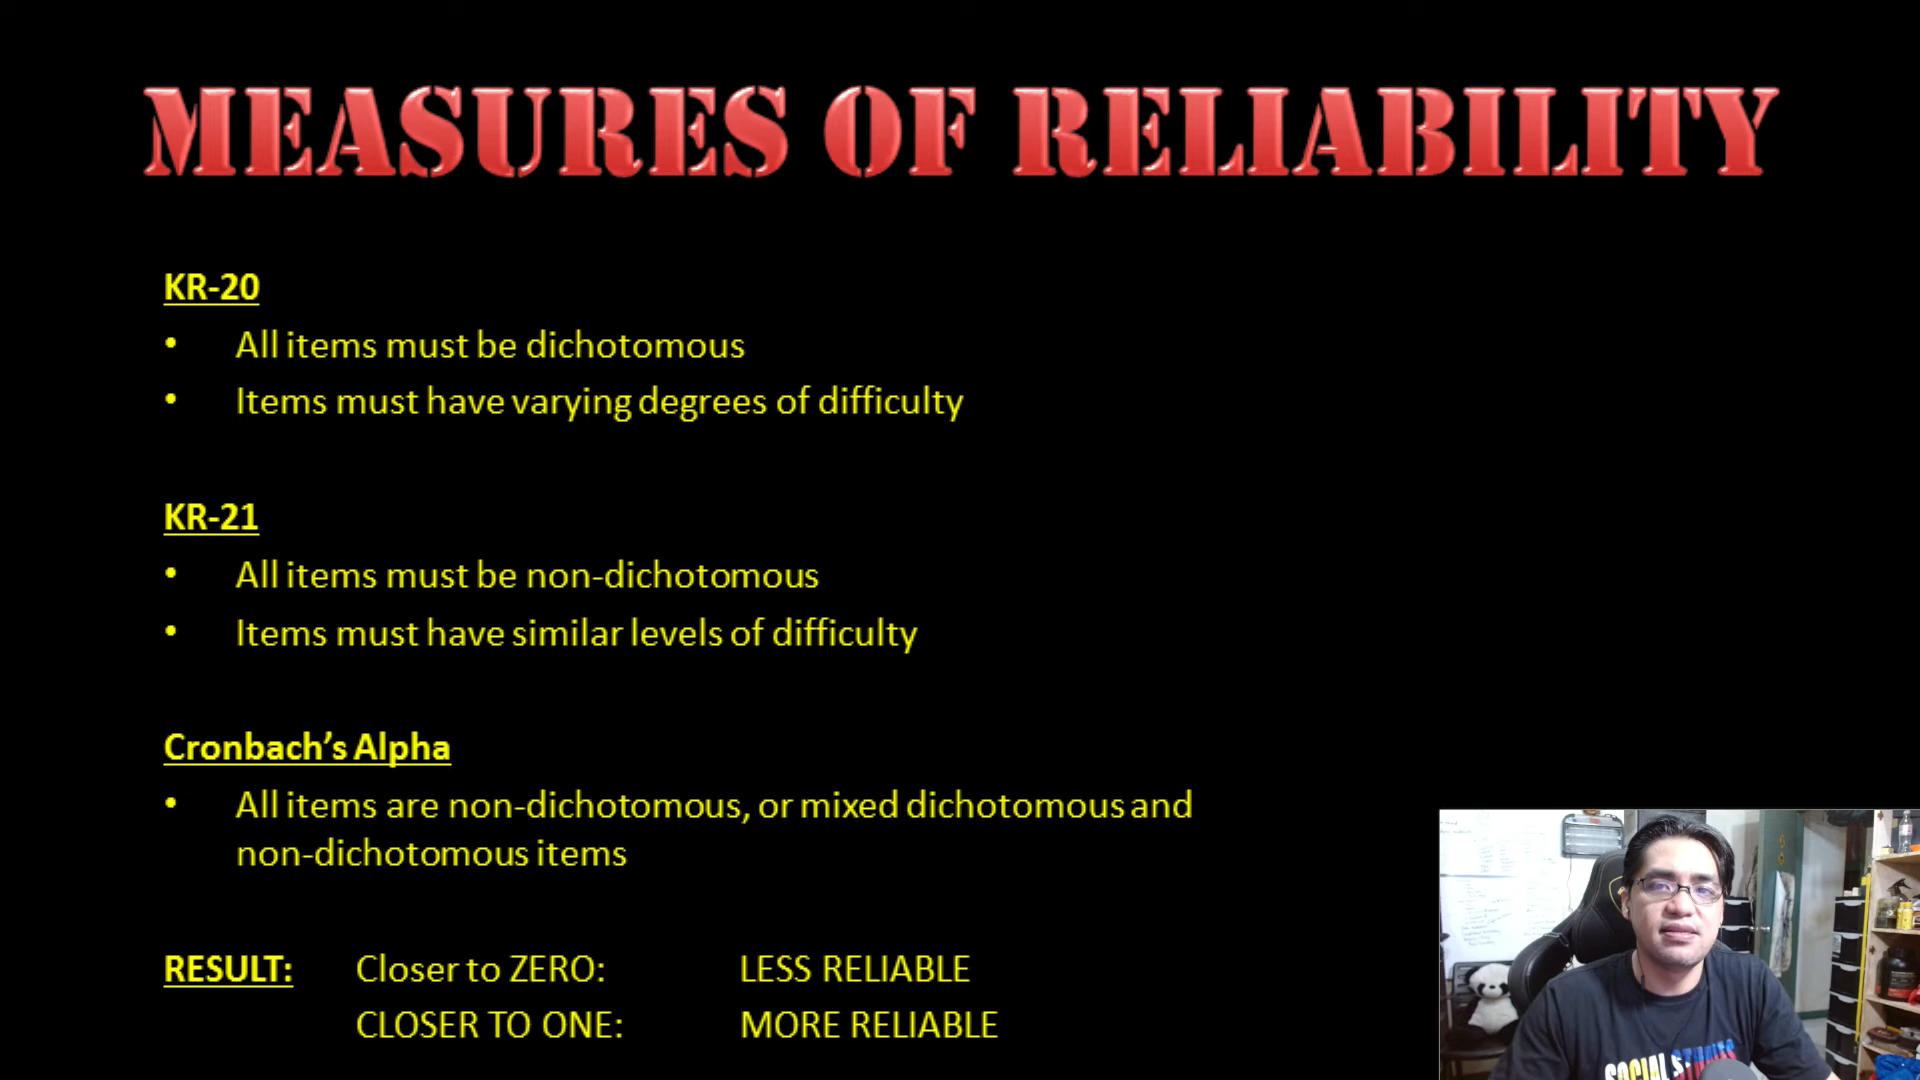 MEASURES OF RELIABILITY
KR-20
• All items must be dichotomous
• Items must have varying degrees of difficulty
KR-21
• All items must be non-dichotomous
• Items must have similar levels of difficulty
Cronbach's Alpha
• All items are non-dichotomous, or mixed dichotomous and
non-dichotomous items
RESULT: Closer to ZERO: LESS RELIABLE
CLOSER TO ONE: MORE RELIABLE
SOCIAL